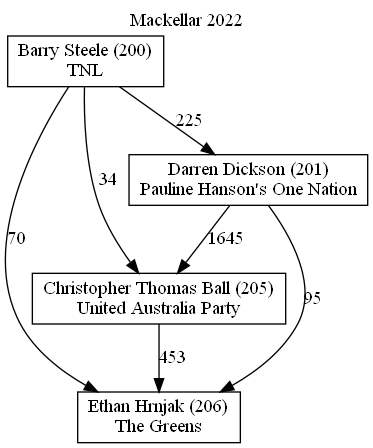 Mackellar 2022
Barry Steele (200)
TNL
225
Darren Dickson (201)
Pauline Hanson's One Nation
34
70
1645
Christopher Thomas Ball (205)
United Australia Party
95
453
Ethan Hrnjak (206)
The Greens